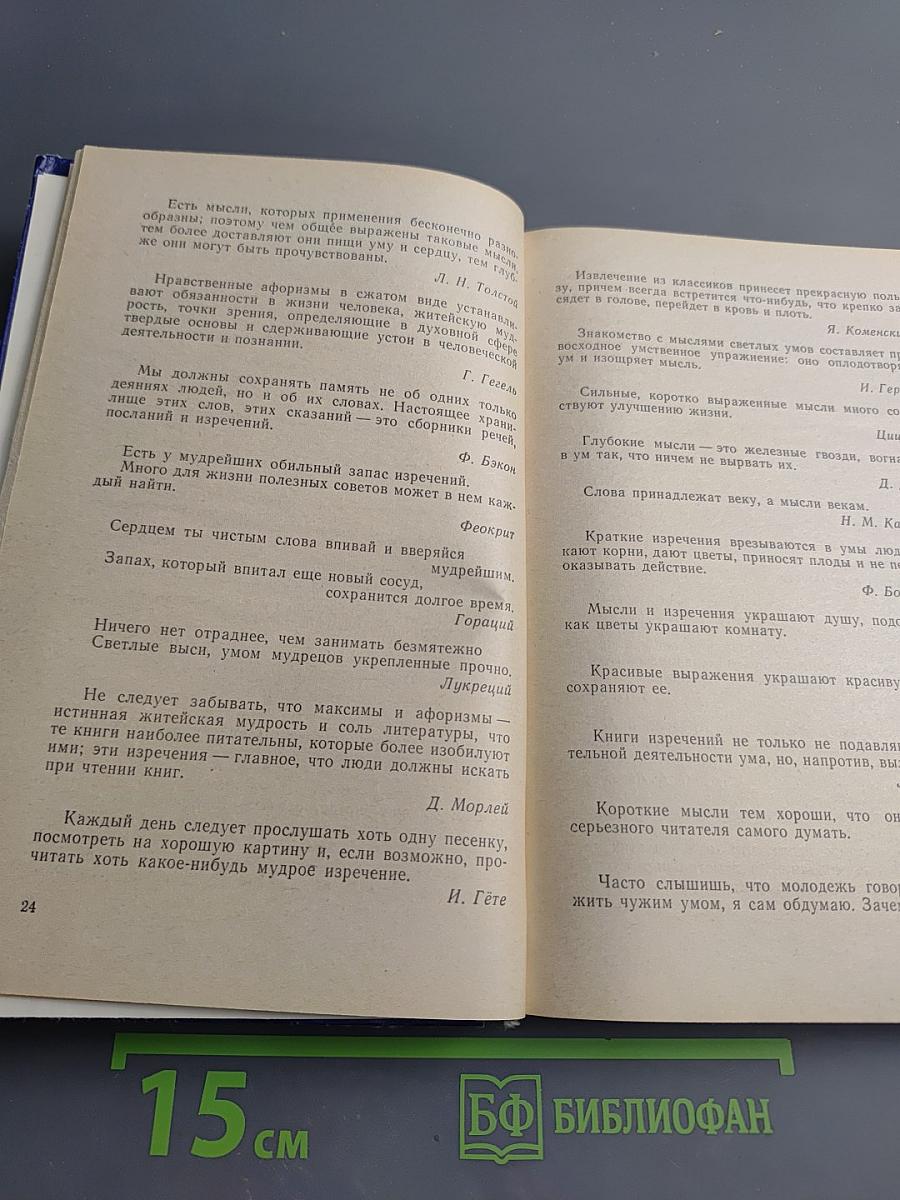 Есть мысли, которых применения бесконечно разно-
образны; поэтому чем общее выражены таковые мысли,
тем более доставляют они пищи уму и сердцу, тем глуб-
же они могут быть прочувствованы.
Л. Н. Толстой
Нравственные афоризмы в сжатом виде устанавли-
вают обязанности в жизни человека, житейскую муд-
рость, точки зрения, определяющие в духовной сфере
твердые основы и сдерживающие устои в человеческой
деятельности и познании.
Г. Гегель
Мы должны сохранять память не об одних только
деяниях людей, но и об их словах. Настоящее храни-
лище этих слов, этих сказаний — это сборники речей,
посланий и изречений.
Ф. Бэкон
Есть у мудрейших обильный запас изречений.
Много для жизни полезных советов может в нем каж-
дый найти.
Феокрит
Сердцем ты чистым слова впивай и вверяйся
мудрейшим.
Запах, который впитал еще новый сосуд,
сохранится долгое время.
Гораций
Ничего нет отраднее, чем занимать безмятежно
Светлые выси, умом мудрецов укрепленные прочно.
Лукреций
Не следует забывать, что максимы и афоризмы —
истинная житейская мудрость и соль литературы, что
те книги наиболее питательны, которые более изобилуют
ими; эти изречения — главное, что люди должны искать
при чтении книг.
Д. Морлей
Каждый день следует прослушать хоть одну песенку,
посмотреть на хорошую картину и, если возможно, про-
читать хоть какое-нибудь мудрое изречение.
И. Гёте
24
Извлечение из классиков принесет прекрасную поль
зу, причем всегда встретится что-нибудь, что крепко за
сядет в голове, перейдет в кровь и плоть.
Я. Коменск
Знакомство с мыслями светлых умов составляет пр
восходное умственное упражнение: оно оплодотвор
ум и изощряет мысль.
И. Гер
Сильные, коротко выраженные мысли много со
ствуют улучшению жизни.
Циц
Глубокие мысли — это железные гвозди, вогна
в ум так, что ничем не вырвать их.
Д.
Слова принадлежат веку, а мысли векам.
Н. М. Ка
Краткие изречения врезываются в умы люд
кают корни, дают цветы, приносят плоды и не пе
оказывать действие.
Ф. Бо
Мысли и изречения украшают душу, подо
как цветы украшают комнату.
Красивые выражения украшают красиву
сохраняют ее.
Книги изречений не только не подавля
тельной деятельности ума, но, напротив, выз
Короткие мысли тем хороши, что он
серьезного читателя самого думать.
Часто слышишь, что молодежь говор
жить чужим умом, я сам обдумаю. Заче
15 см
БФ БИБЛИОФАН